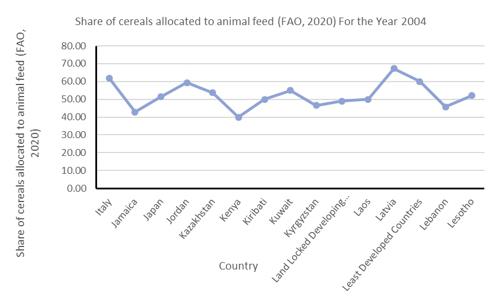 Share of cereals allocated to animal feed (FAO, 2020) For the Year 2004
Share of cereals allocated to animal feed (FAO,
2020)
80.00
70.00
60.00
50.00
40.00
30.00
20.00
10.00
0.00
Italy
Jamaica
Japan
Jordan
Kazakhstan
Kenya
Kiribati
Kuwait
Kyrgyzstan
Land Locked Developing...
Laos
Latvia
Least Developed Countries
Lebanon
Lesotho
Country